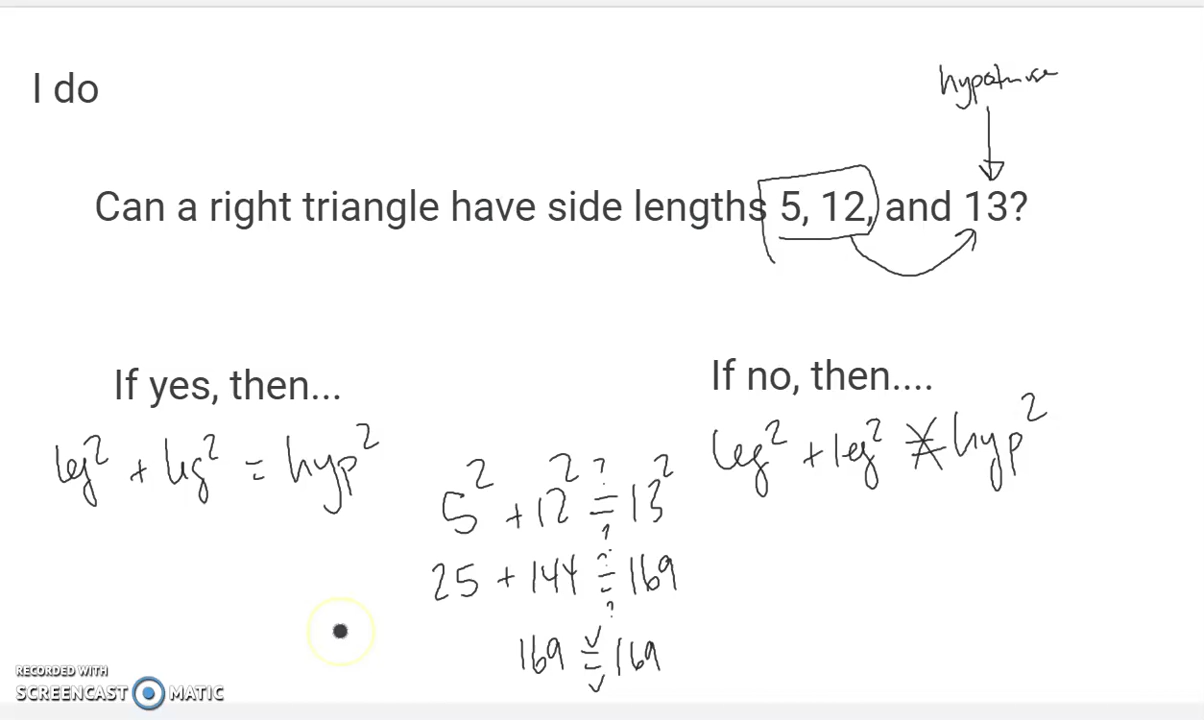 I do
hypotnuse
Can a right triangle have side lengths 5, 12, and 13?
If yes, then...
If no, then....
leg² + leg² = hyp²
leg² + leg² ≠ hyp²
5² + 12² ≟ 13²
25 + 144 ≟ 169
169 = 169
RECORDED WITH
SCREENCAST MATIC